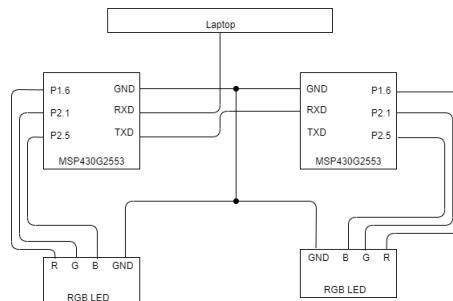 Laptop
P1.6 GND
P2.1 RXD
P2.5 TXD
MSP430G2553
GND P1.6
RXD P2.1
TXD P2.5
MSP430G2553
R G B GND
RGB LED
GND B G R
RGB LED